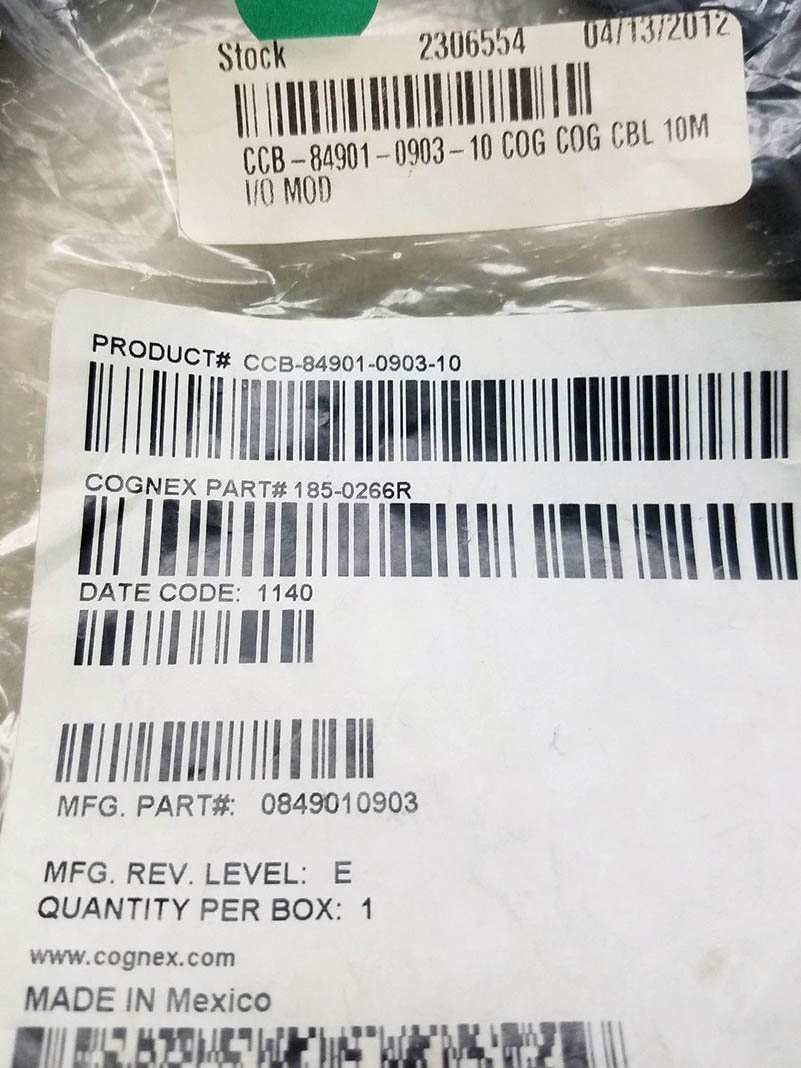 Stock 2306554 04/13/2012
CCB-84901-0903-10 COG COG CBL 10M
I/O MOD
PRODUCT# CCB-84901-0903-10
COGNEX PART# 185-0266R
DATE CODE: 1140
MFG. PART#: 0849010903
MFG. REV. LEVEL: E
QUANTITY PER BOX: 1
www.cognex.com
MADE IN Mexico